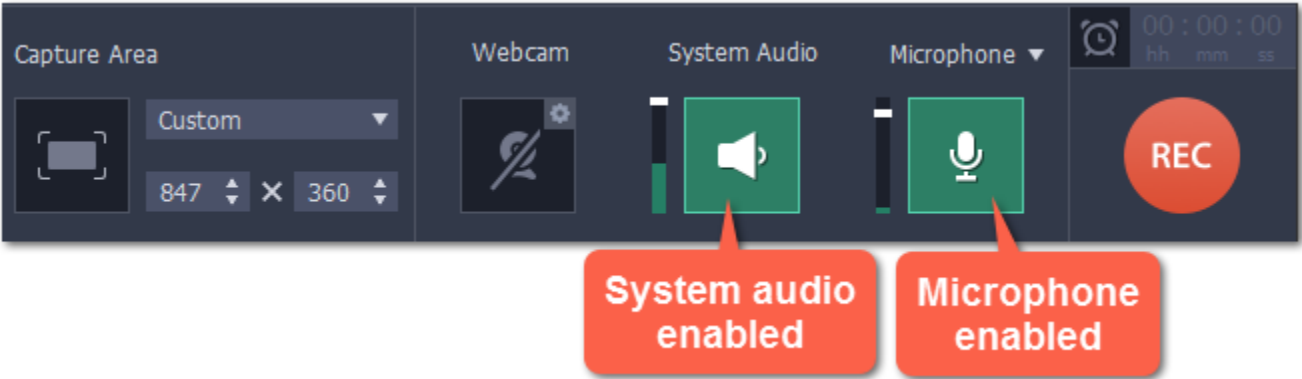 Capture Area
Custom
847 × 360
Webcam
System Audio
Microphone
00 : 00 : 00
hh mm ss
REC
System audio
enabled
Microphone
enabled